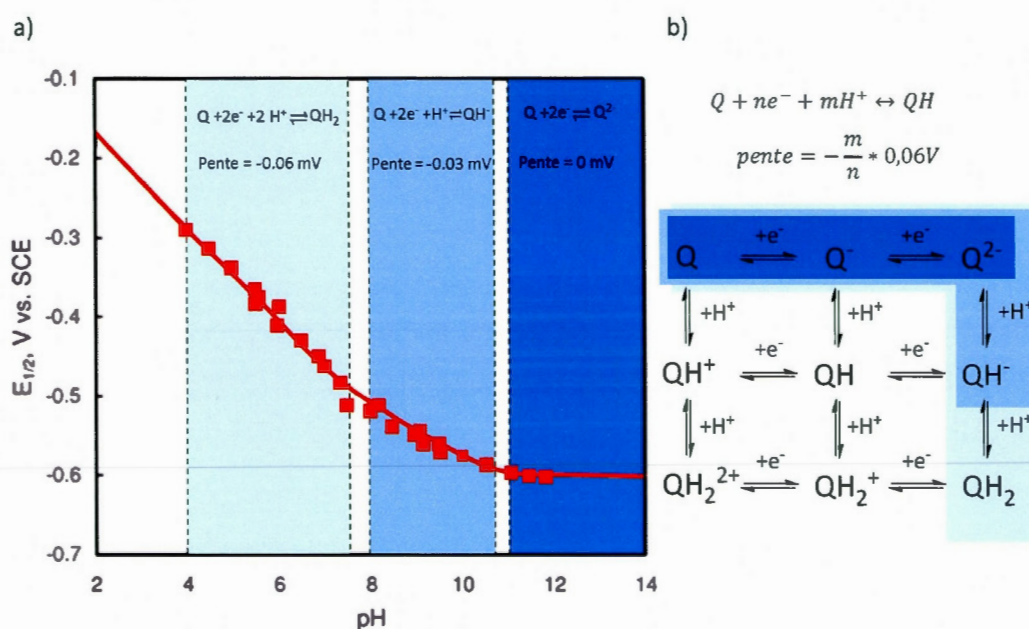 a)
b)
Q +2e⁻ +2 H⁺ ⇌ QH₂
Q +2e⁻ +H⁺ ⇌ QH⁻
Q +2e⁻ ⇌ Q²⁻
Pente = -0.06 mV
Pente = -0.03 mV
Pente = 0 mV
-0.1
-0.2
-0.3
-0.4
-0.5
-0.6
-0.7
E₁/₂, V vs. SCE
2 4 6 8 10 12 14
pH
Q + ne⁻ + mH⁺ ↔ QH
pente = − m/n * 0,06V
Q +e⁻ Q⁻ +e⁻ Q²⁻
+H⁺ +H⁺ +H⁺
QH⁺ +e⁻ QH +e⁻ QH⁻
+H⁺ +H⁺ +H⁺
QH₂²⁺ +e⁻ QH₂⁺ +e⁻ QH₂